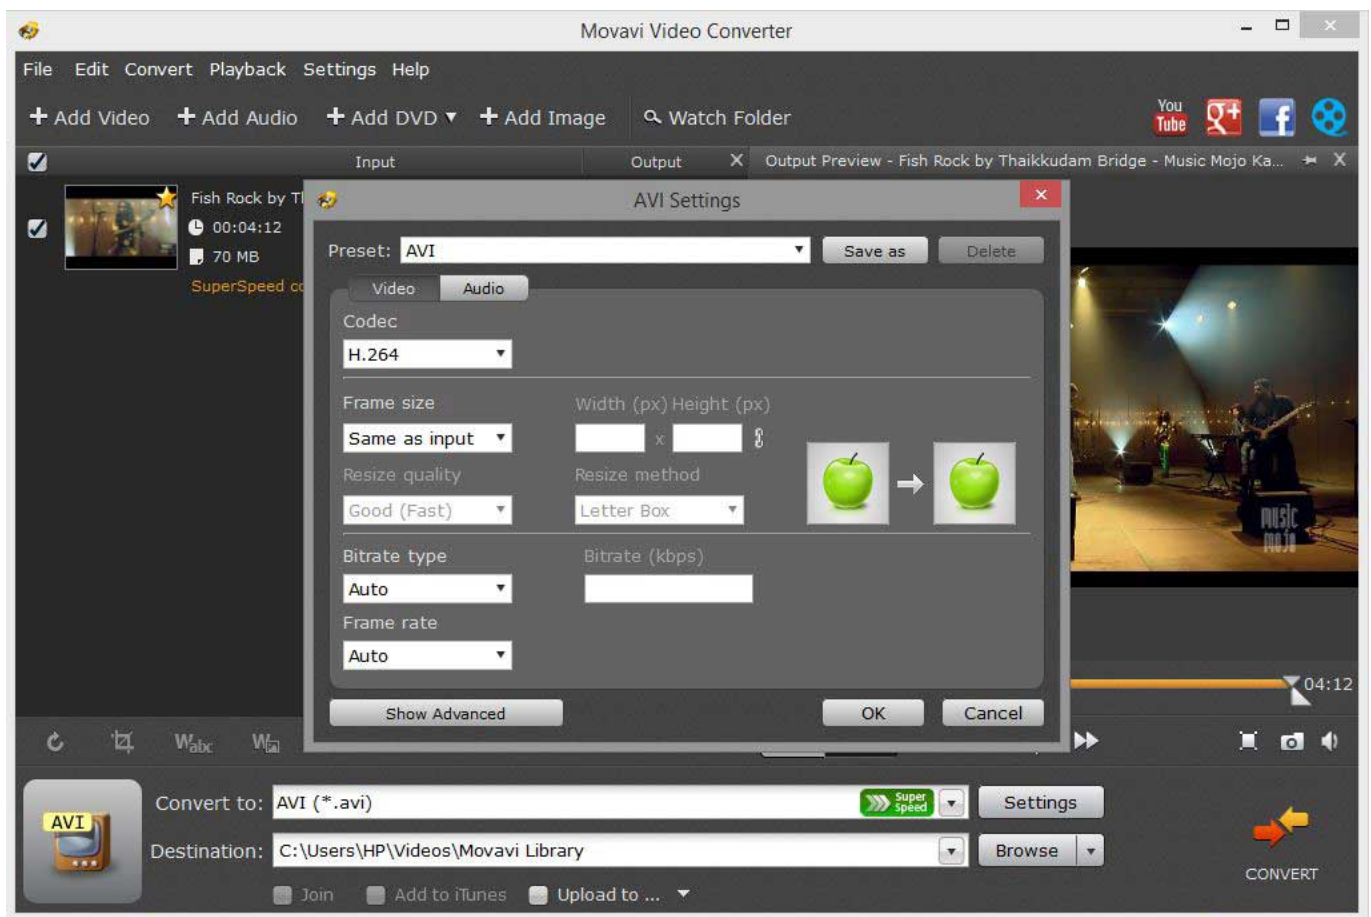 Movavi Video Converter
File Edit Convert Playback Settings Help
+ Add Video + Add Audio + Add DVD + Add Image Watch Folder
You Tube g+ f
Input Output X Output Preview - Fish Rock by Thaikkudam Bridge - Music Mojo Ka... X
Fish Rock by Tl
00:04:12
70 MB
SuperSpeed co
AVI Settings
Preset: AVI Save as Delete
Video Audio
Codec
H.264
Frame size Width (px) Height (px)
Same as input x
Resize quality Resize method
Good (Fast) Letter Box
Bitrate type Bitrate (kbps)
Auto
Frame rate
Auto
Show Advanced OK Cancel
music
mojo
04:12
Wabc W
AVI
Convert to: AVI (*.avi) Super Speed Settings
Destination: C:\Users\HP\Videos\Movavi Library Browse
CONVERT
Join Add to iTunes Upload to ...